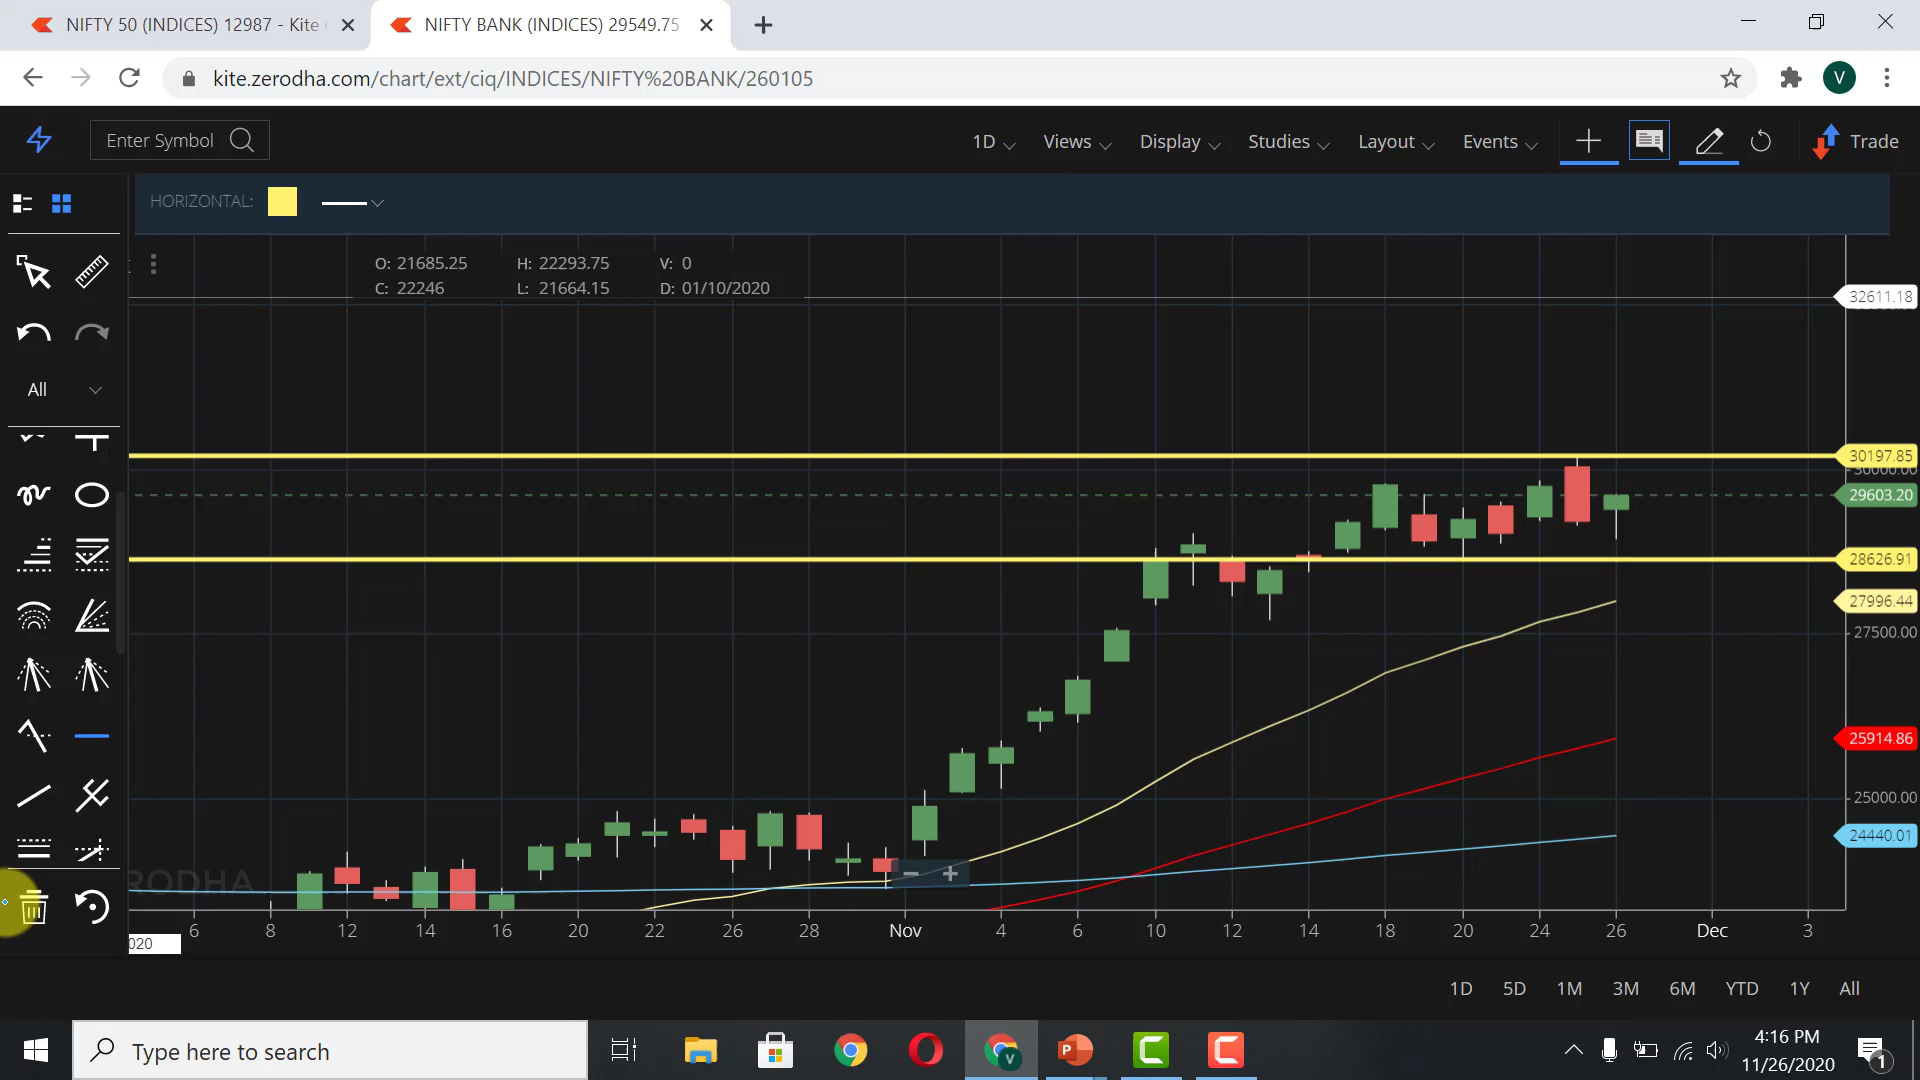 NIFTY 50 (INDICES) 12987 - Kite
NIFTY BANK (INDICES) 29549.75
kite.zerodha.com/chart/ext/ciq/INDICES/NIFTY%20BANK/260105
V
Enter Symbol
1D
Views
Display
Studies
Layout
Events
Trade
HORIZONTAL:
O: 21685.25 H: 22293.75 V: 0
C: 22246 L: 21664.15 D: 01/10/2020
All
32611.18
30197.85
30000.00
29603.20
28626.91
27996.44
27500.00
25914.86
25000.00
24440.01
RODHA
020
6 8 12 14 16 20 22 26 28 Nov 4 6 10 12 14 18 20 24 26 Dec 3
1D 5D 1M 3M 6M YTD 1Y All
Type here to search
V
P
4:16 PM
11/26/2020
1